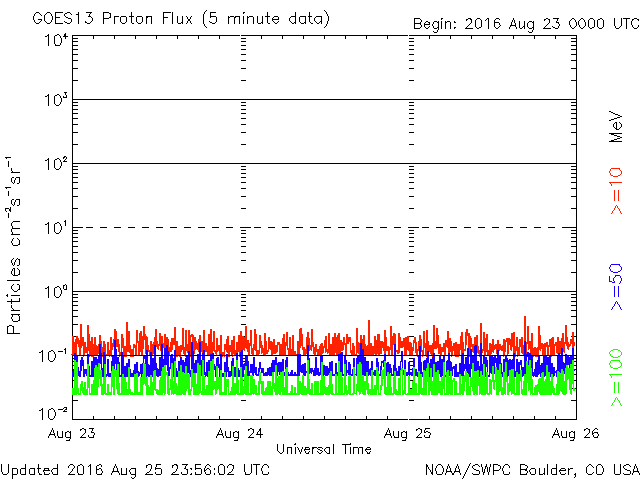 GOES13 Proton Flux (5 minute data)
Begin: 2016 Aug 23 0000 UTC
10⁴
10³
10²
10¹
10⁰
10⁻¹
10⁻²
Particles cm⁻²s⁻¹sr⁻¹
MeV
>=10
>=50
>=100
Aug 23
Aug 24
Aug 25
Aug 26
Universal Time
Updated 2016 Aug 25 23:56:02 UTC
NOAA/SWPC Boulder, CO USA